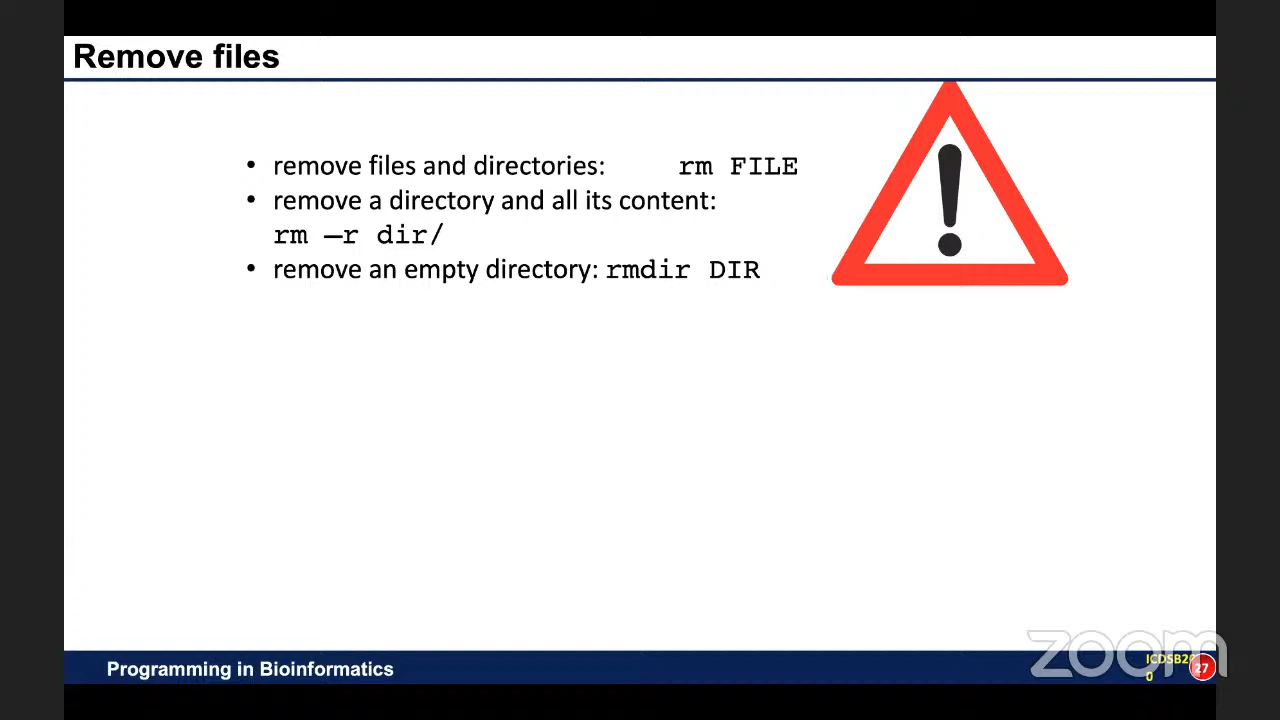 Remove files
• remove files and directories: rm FILE
• remove a directory and all its content:
rm –r dir/
• remove an empty directory: rmdir DIR
Programming in Bioinformatics
27
zoom